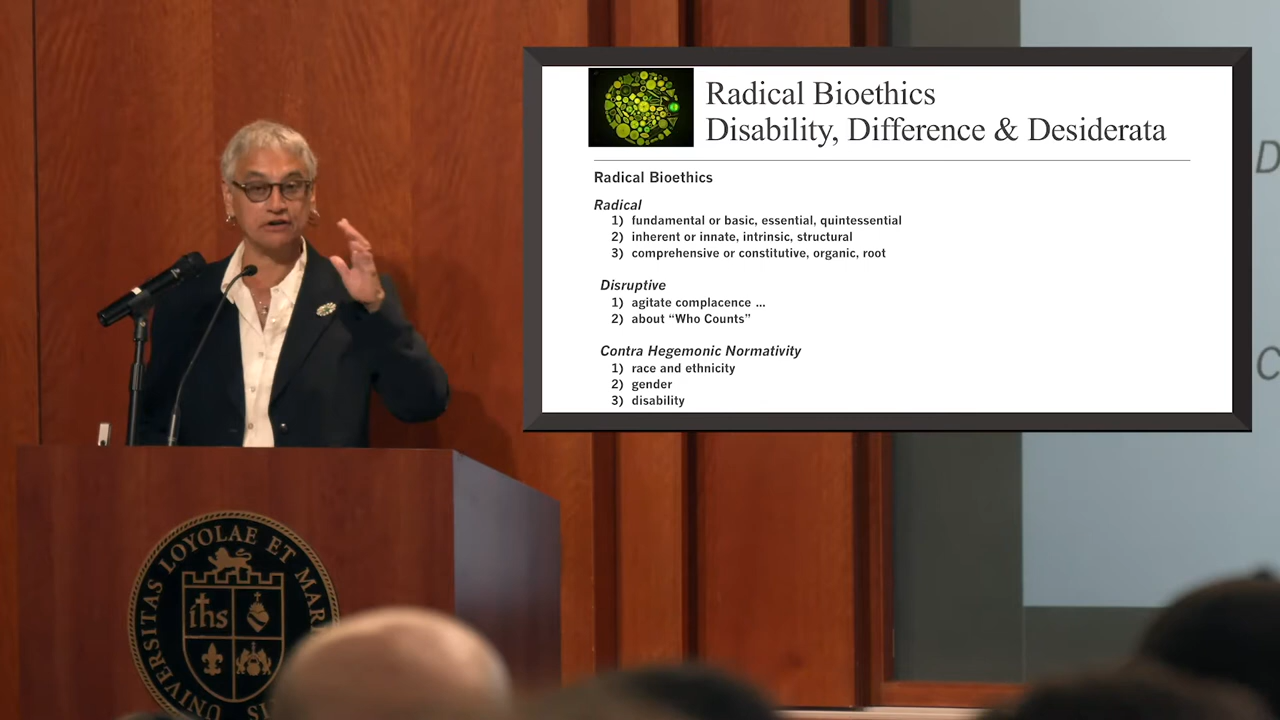 Radical Bioethics
Disability, Difference & Desiderata
Radical Bioethics
Radical
1) fundamental or basic, essential, quintessential
2) inherent or innate, intrinsic, structural
3) comprehensive or constitutive, organic, root
Disruptive
1) agitate complacence ...
2) about “Who Counts”
Contra Hegemonic Normativity
1) race and ethnicity
2) gender
3) disability
D
C
UNIVERSITAS LOYOLAE ET
ihs